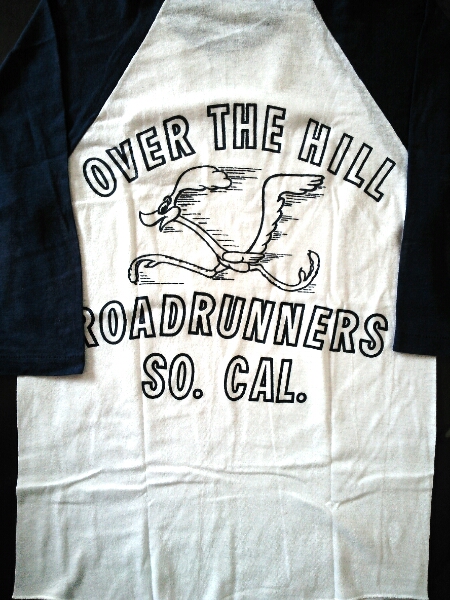 OVER THE HILL
ROADRUNNERS
SO. CAL.